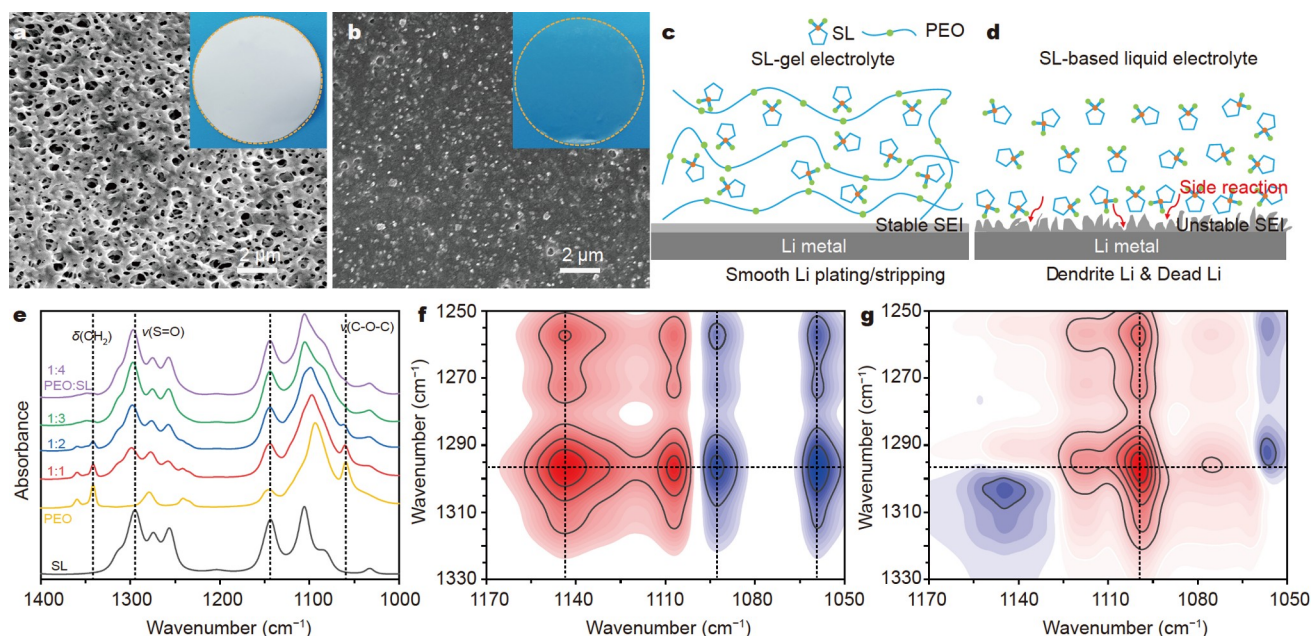 a
2 μm
b
2 μm
SL PEO
c
SL-gel electrolyte
Stable SEI
Li metal
Smooth Li plating/stripping
d
SL-based liquid electrolyte
Side reaction
Unstable SEI
Li metal
Dendrite Li & Dead Li
e
δ(CH2)
ν(S=O)
ν(C-O-C)
1:4
PEO:SL
1:3
1:2
1:1
PEO
SL
Absorbance
1400 1300 1200 1100 1000
Wavenumber (cm⁻¹)
f
1250
1270
1290
1310
1330
Wavenumber (cm⁻¹)
1170 1140 1110 1080 1050
Wavenumber (cm⁻¹)
g
1250
1270
1290
1310
1330
Wavenumber (cm⁻¹)
1170 1140 1110 1080 1050
Wavenumber (cm⁻¹)